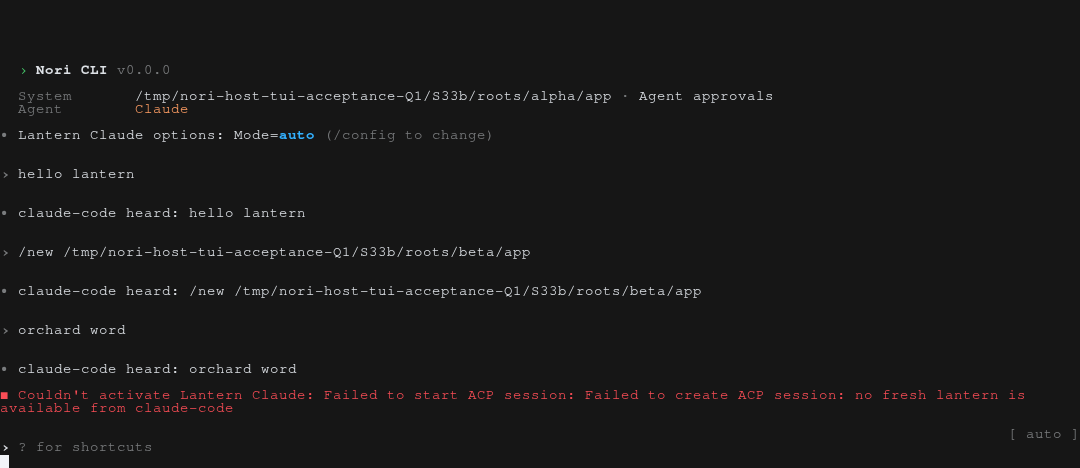 › Nori CLI v0.0.0
System /tmp/nori-host-tui-acceptance-Q1/S33b/roots/alpha/app · Agent approvals
Agent Claude
• Lantern Claude options: Mode=auto (/config to change)
› hello lantern
• claude-code heard: hello lantern
› /new /tmp/nori-host-tui-acceptance-Q1/S33b/roots/beta/app
• claude-code heard: /new /tmp/nori-host-tui-acceptance-Q1/S33b/roots/beta/app
› orchard word
• claude-code heard: orchard word
■ Couldn't activate Lantern Claude: Failed to start ACP session: Failed to create ACP session: no fresh lantern is
available from claude-code
[ auto ]
› ? for shortcuts